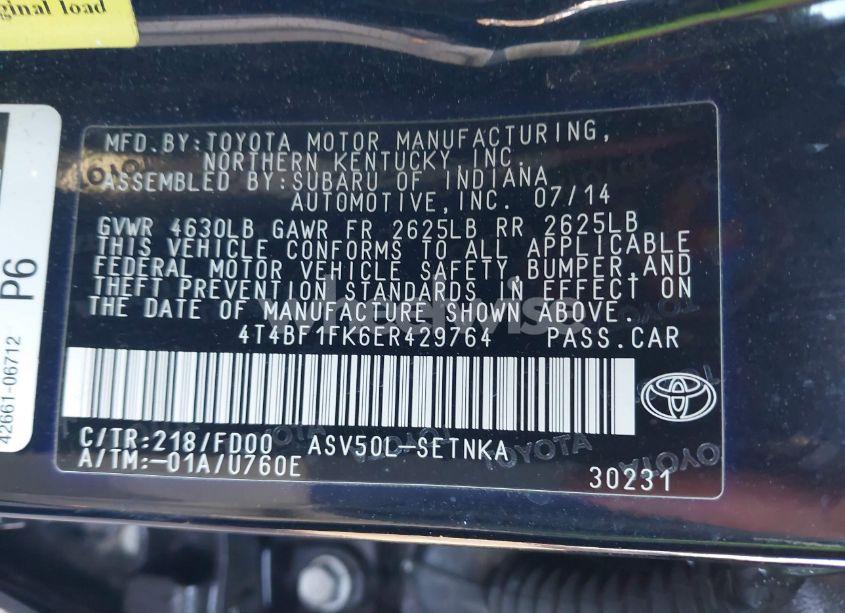 ginal load
P6
42661-06712
MFD.BY:TOYOTA MOTOR MANUFACTURING,
NORTHERN KENTUCKY, INC.
ASSEMBLED BY:SUBARU OF INDIANA
AUTOMOTIVE,INC. 07/14
GVWR 4630LB GAWR FR 2625LB RR 2625LB
THIS VEHICLE CONFORMS TO ALL APPLICABLE
FEDERAL MOTOR VEHICLE SAFETY,BUMPER,AND
THEFT PREVENTION STANDARDS IN EFFECT ON
THE DATE OF MANUFACTURE SHOWN ABOVE.
4T4BF1FK6ER429764 PASS.CAR
C/TR:218/FD00 ASV50L-SETNKA
A/TM:-01A/U760E
30231
TOYOTA